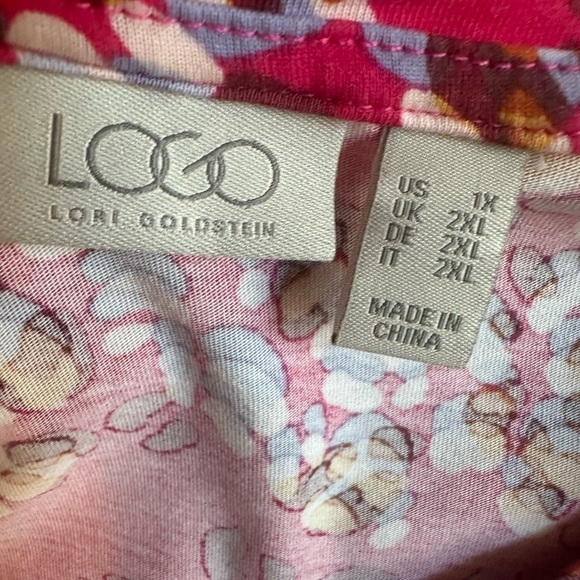 LOGO
LORI GOLDSTEIN
US 1X
UK 2XL
DE 2XL
IT 2XL
MADE IN
CHINA